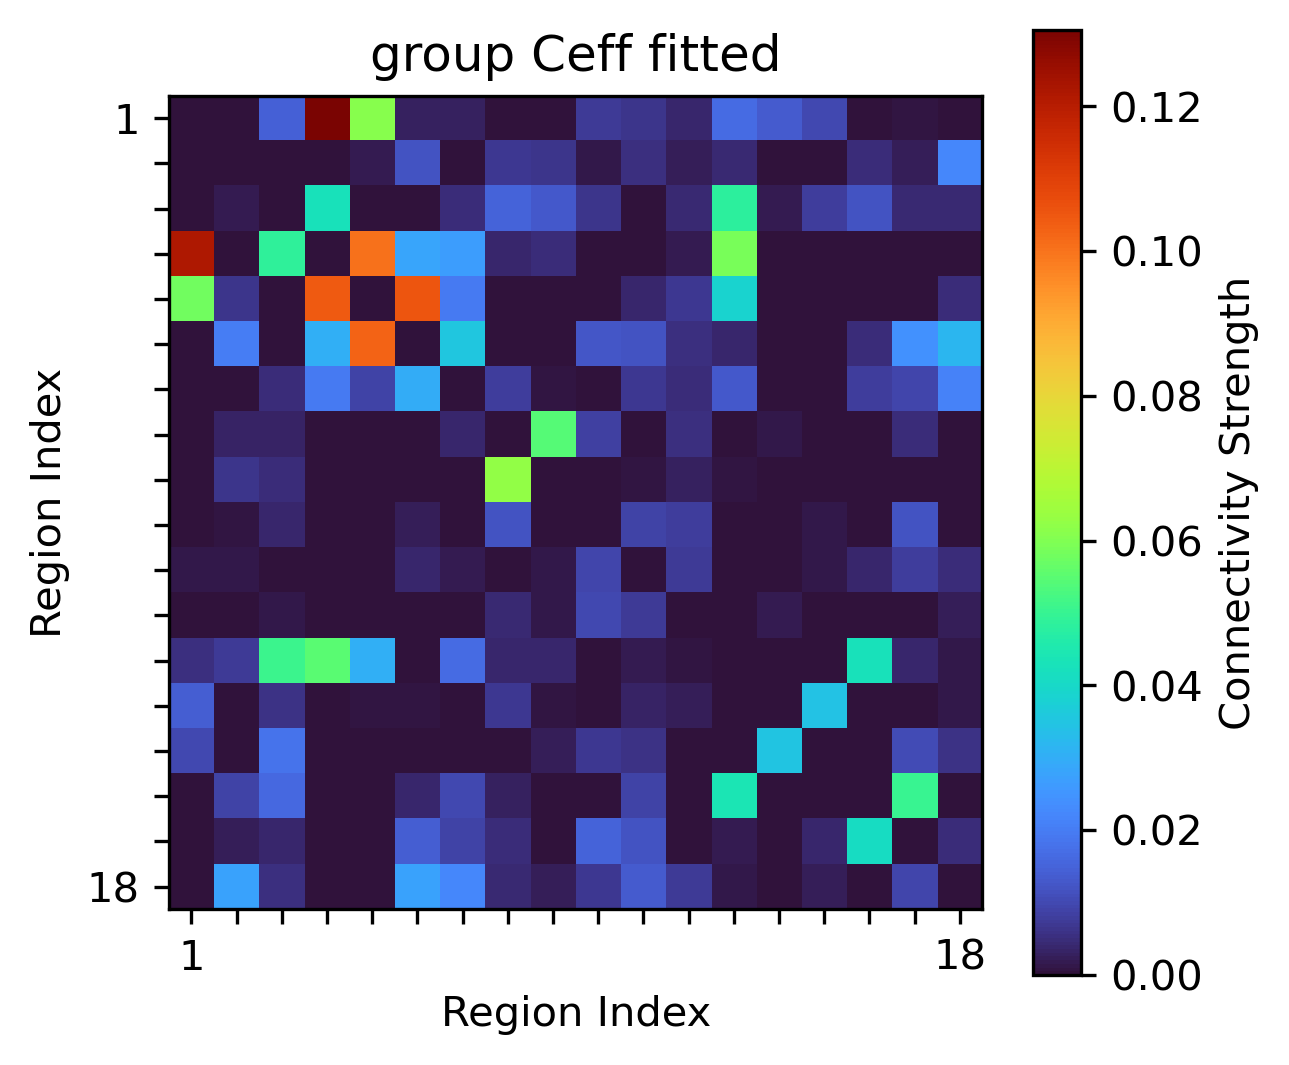 group Ceff fitted
1
18
1
18
Region Index
Region Index
0.12
0.10
0.08
0.06
0.04
0.02
0.00
Connectivity Strength